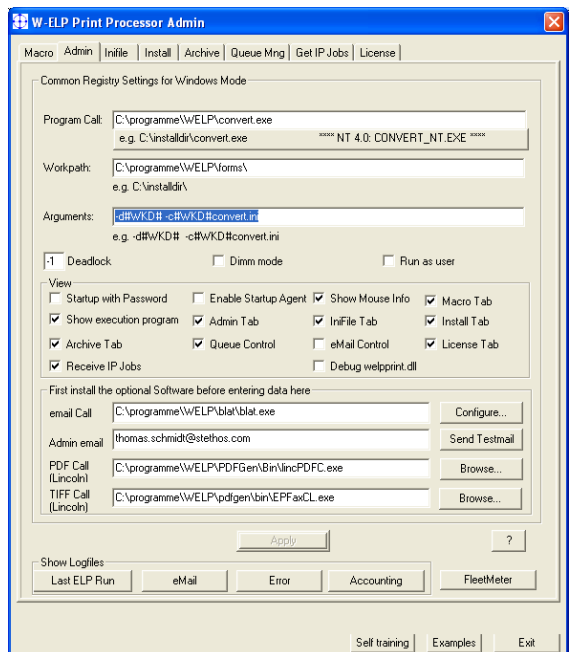 W-ELP Print Processor Admin
Macro Admin Inifile Install Archive Queue Mng Get IP Jobs License
Common Registry Settings for Windows Mode
Program Call: C:\programme\WELP\convert.exe
e.g. C:\installdir\convert.exe **** NT 4.0: CONVERT_NT.EXE ****
Workpath: C:\programme\WELP\forms\
e.g. C:\installdir\
Arguments: -d#WKD# -c#WKD#convert.ini
e.g. -d#WKD# -c#WKD#convert.ini
-1 Deadlock Dimm mode Run as user
View
Startup with Password Enable Startup Agent Show Mouse Info Macro Tab
Show execution program Admin Tab IniFile Tab Install Tab
Archive Tab Queue Control eMail Control License Tab
Receive IP Jobs Debug welpprint.dll
First install the optional Software before entering data here
email Call C:\programme\WELP\blat\blat.exe Configure...
Admin email thomas.schmidt@stethos.com Send Testmail
PDF Call (Lincoln) C:\programme\WELP\PDFGen\Bin\lincPDFC.exe Browse...
TIFF Call (Lincoln) C:\programme\WELP\pdfgen\bin\EPFaxCL.exe Browse...
Apply ?
Show Logfiles
Last ELP Run eMail Error Accounting FleetMeter
Self training Examples Exit